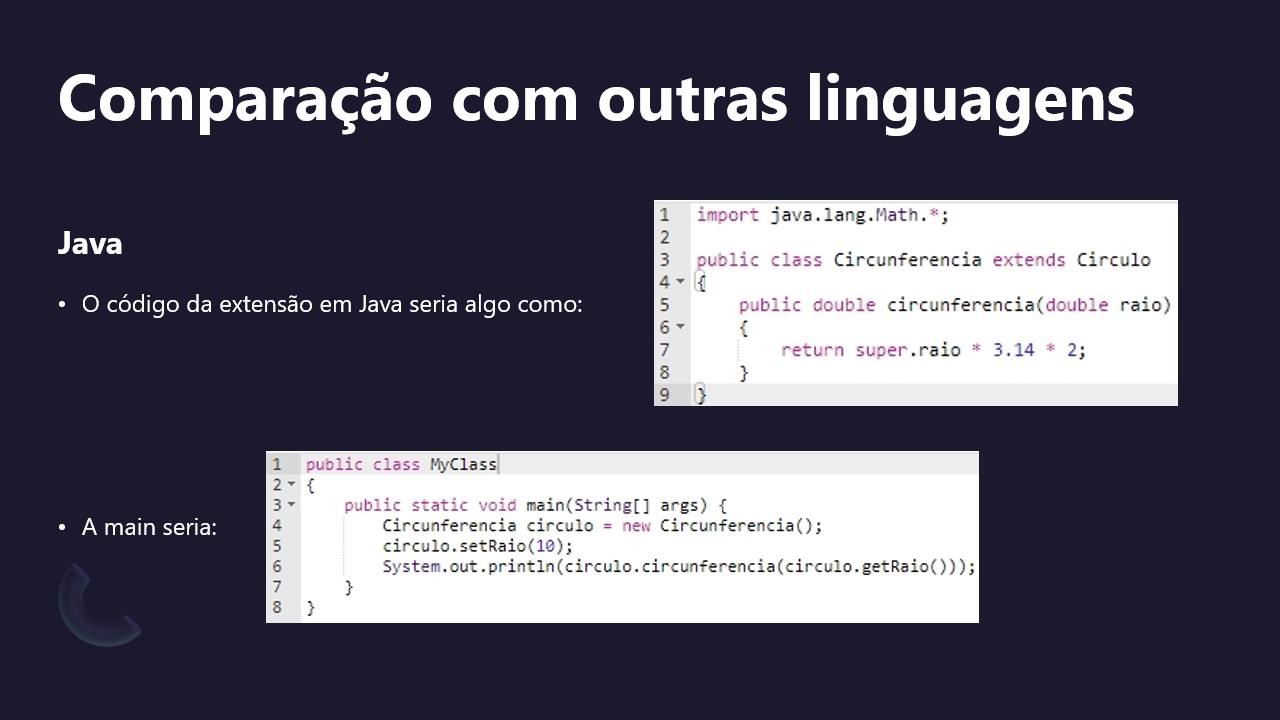 Comparação com outras linguagens
Java
• O código da extensão em Java seria algo como:
1 import java.lang.Math.*;
2
3 public class Circunferencia extends Circulo
4 {
5     public double circunferencia(double raio)
6     {
7         return super.raio * 3.14 * 2;
8     }
9 }
• A main seria:
1 public class MyClass
2 {
3     public static void main(String[] args) {
4         Circunferencia circulo = new Circunferencia();
5         circulo.setRaio(10);
6         System.out.println(circulo.circunferencia(circulo.getRaio()));
7     }
8 }